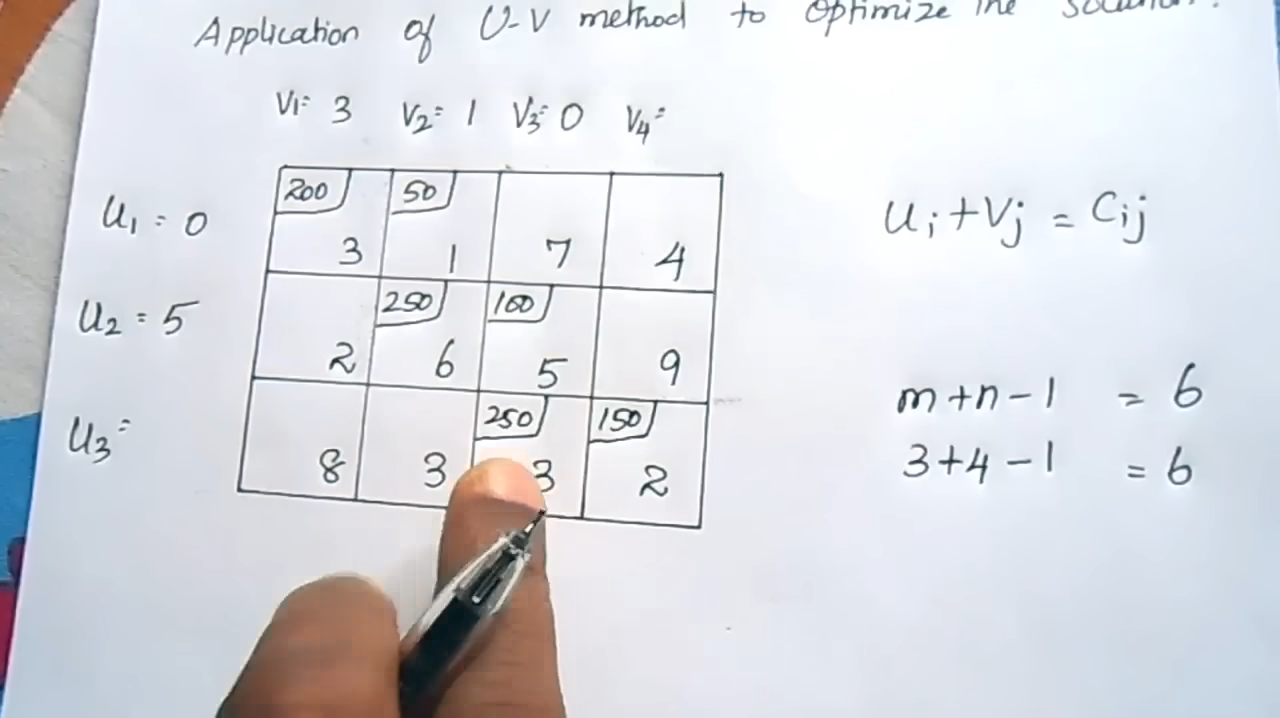 Application of U-V method to optimize the solution.
V1= 3 V2= 1 V3= 0 V4=
U1 = 0
200 50
3 1 7 4
U2 = 5
250 100
2 6 5 9
U3=
250 150
8 3 3 2
Ui + Vj = Cij
m+n-1 = 6
3+4-1 = 6